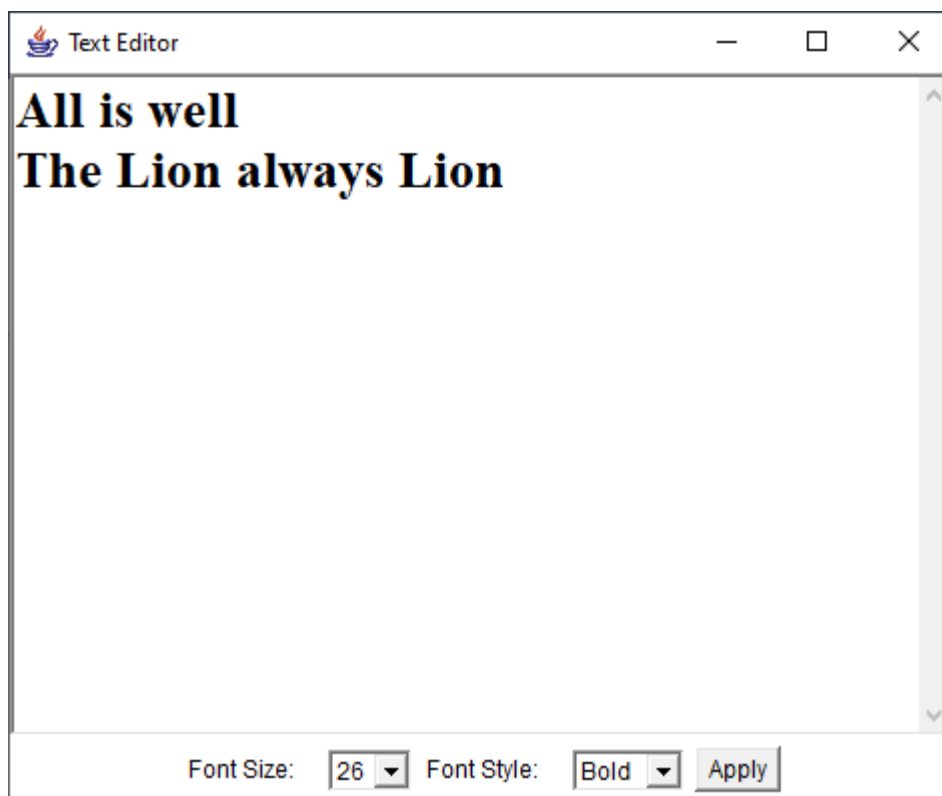 Text Editor
All is well
The Lion always Lion
Font Size: 26 Font Style: Bold Apply